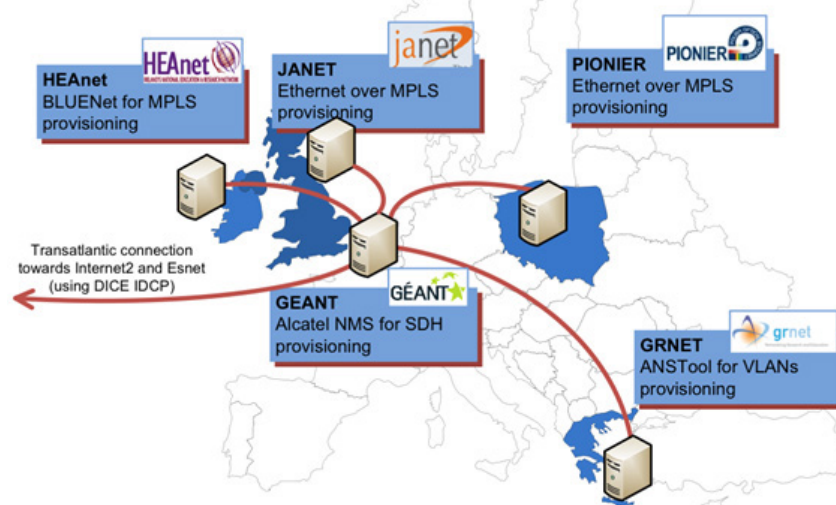 HEAnet
HEAnet
BLUENet for MPLS
provisioning
janet
JANET
Ethernet over MPLS
provisioning
PIONIER
PIONIER
Ethernet over MPLS
provisioning
Transatlantic connection
towards Internet2 and Esnet
(using DICE IDCP)
GÉANT
GEANT
Alcatel NMS for SDH
provisioning
grnet
GRNET
ANSTool for VLANs
provisioning